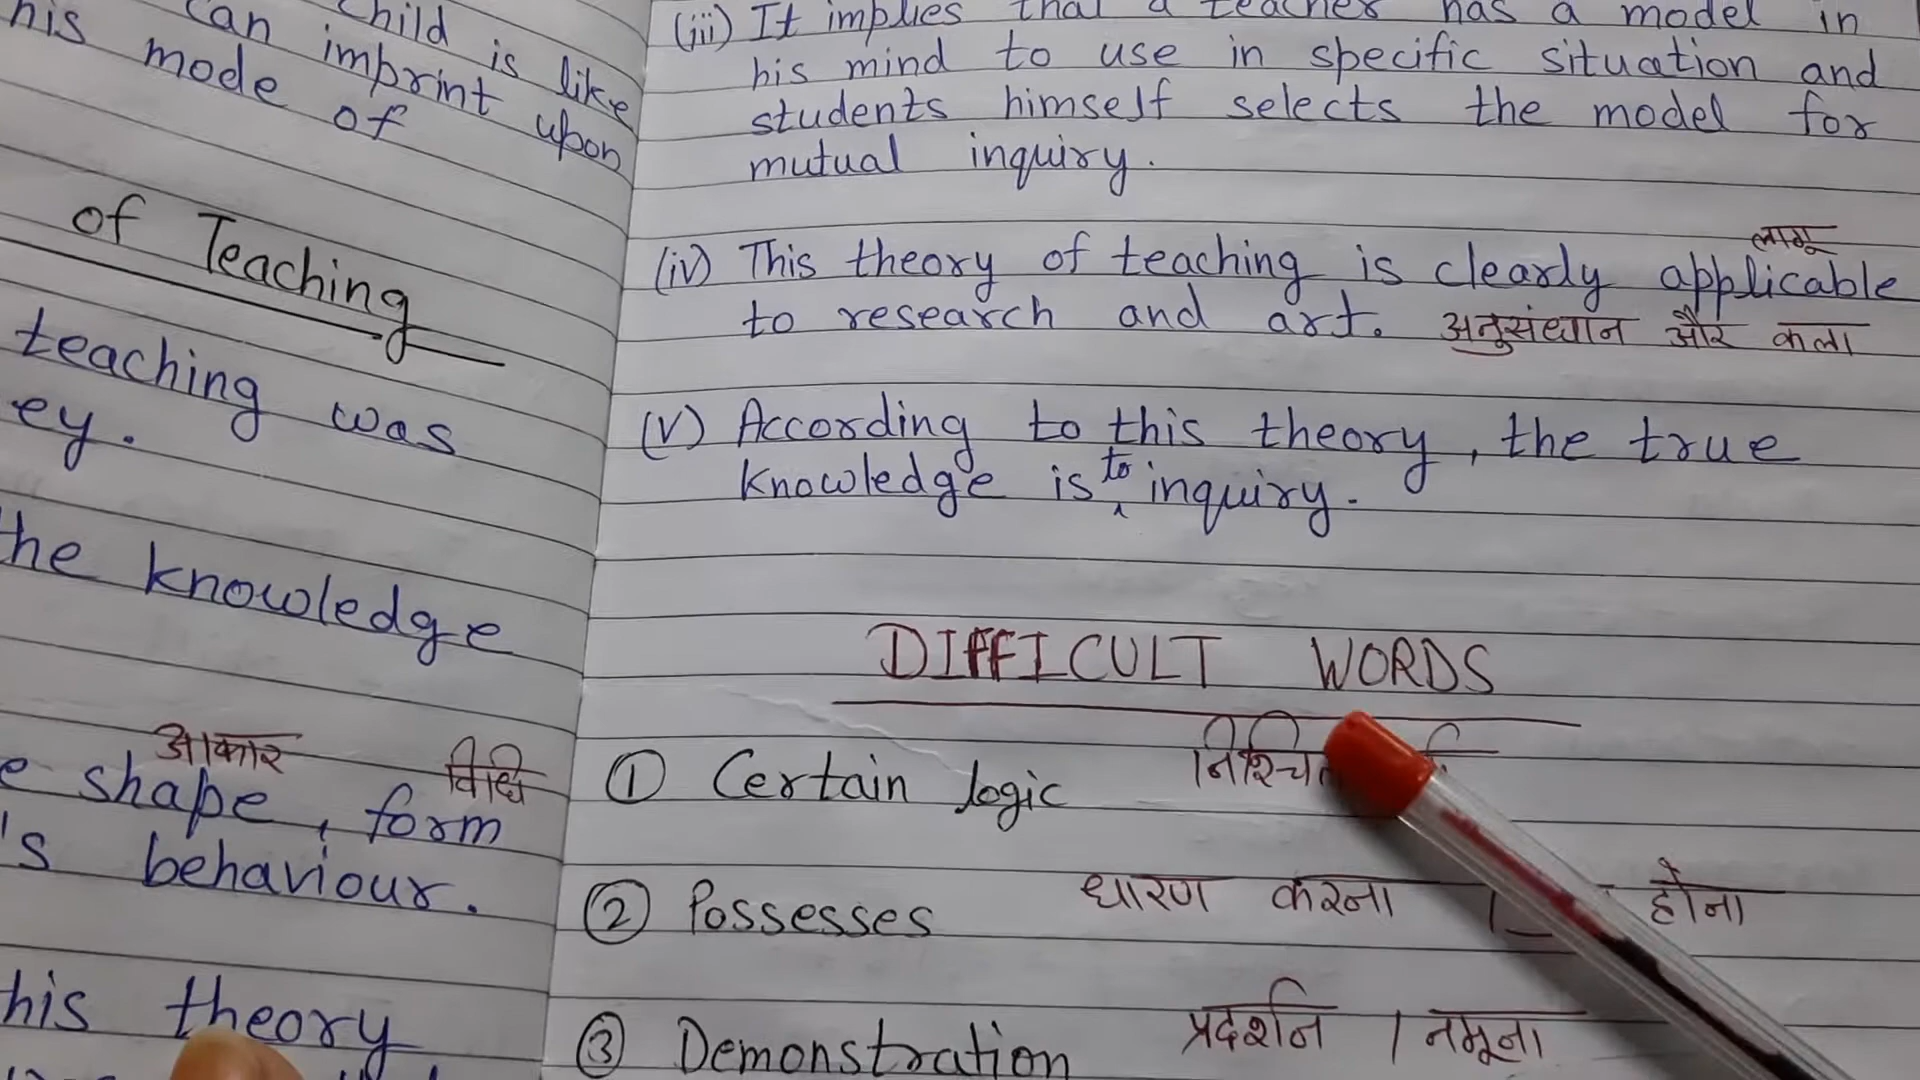 Child is like
his can imprint upon
mode of
of Teaching
teaching was
ey.
the knowledge
आकार विधि
e shape, form
's behaviour.
his theory
(iii) It implies that a teacher has a model in
his mind to use in specific situation and
students himself selects the model for
mutual inquiry.
लागू
(iv) This theory of teaching is clearly applicable
to research and art. अनुसंधान और कला
(v) According to this theory, the true
knowledge is to inquiry.
DIFFICULT WORDS
① Certain logic
② Possesses धारण करना होना
③ Demonstration प्रदर्शन / नमूना